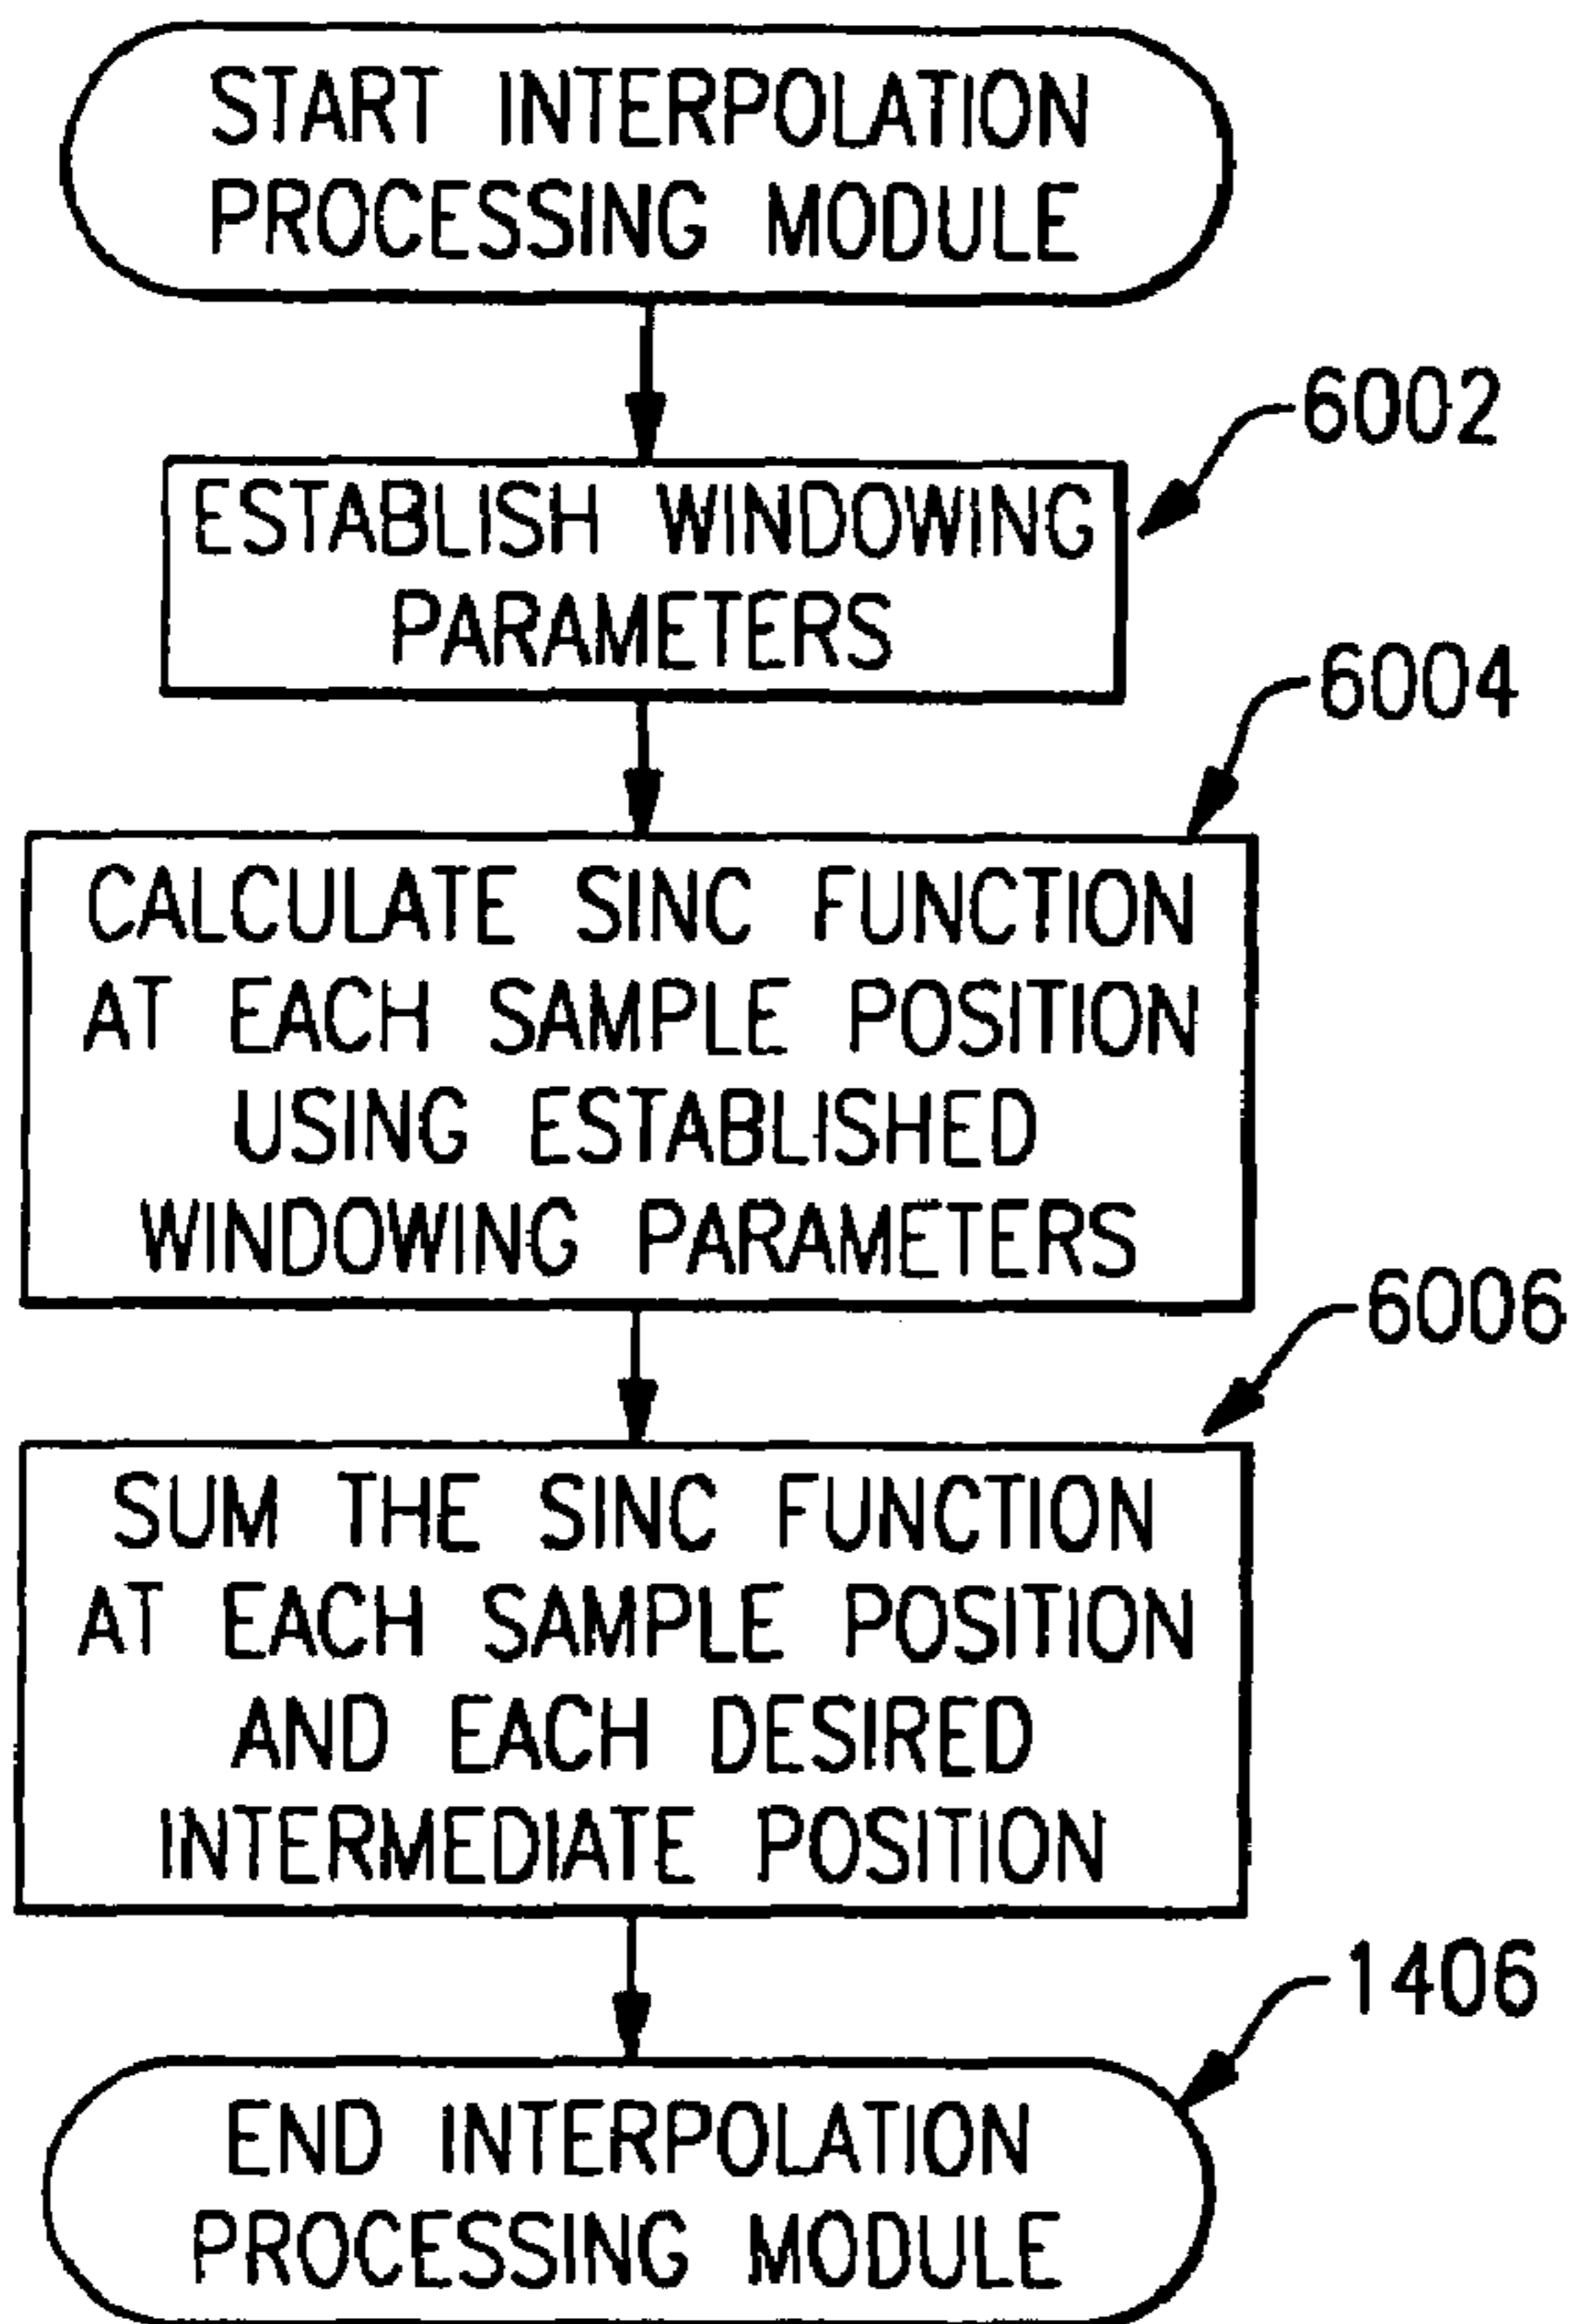 START INTERPOLATION
PROCESSING MODULE
6002
ESTABLISH WINDOWING
PARAMETERS
6004
CALCULATE SINC FUNCTION
AT EACH SAMPLE POSITION
USING ESTABLISHED
WINDOWING PARAMETERS
6006
SUM THE SINC FUNCTION
AT EACH SAMPLE POSITION
AND EACH DESIRED
INTERMEDIATE POSITION
1406
END INTERPOLATION
PROCESSING MODULE